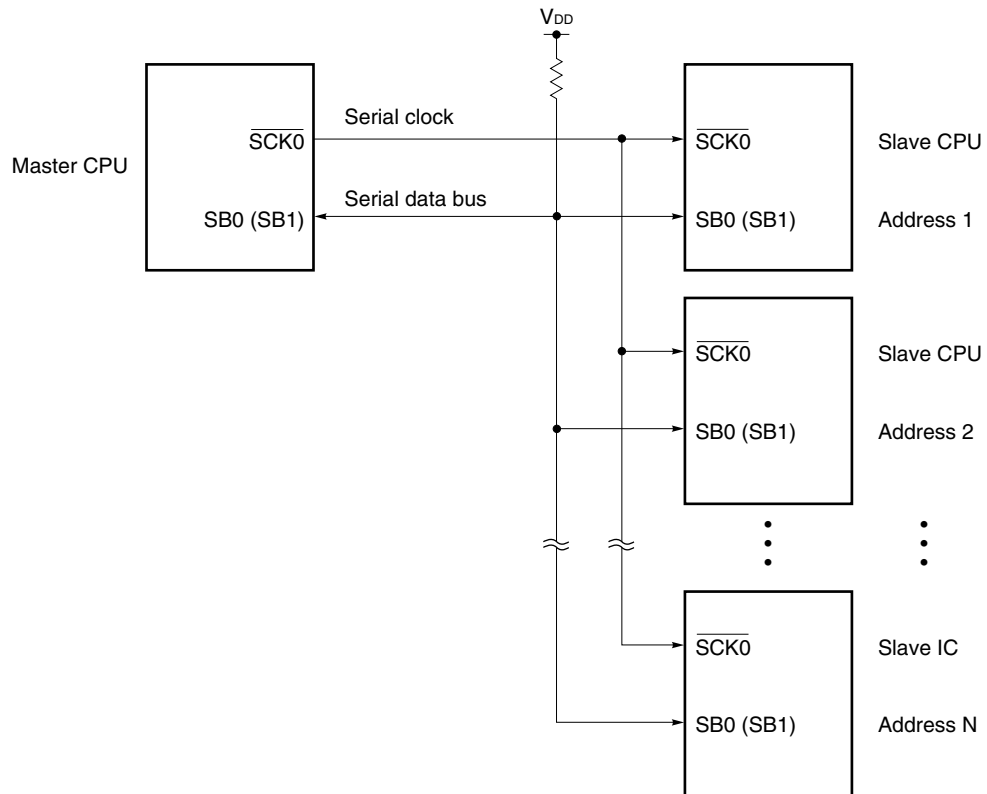 VDD
Master CPU
SCK0
SB0 (SB1)
Serial clock
Serial data bus
SCK0
SB0 (SB1)
Slave CPU
Address 1
SCK0
SB0 (SB1)
Slave CPU
Address 2
SCK0
SB0 (SB1)
Slave IC
Address N